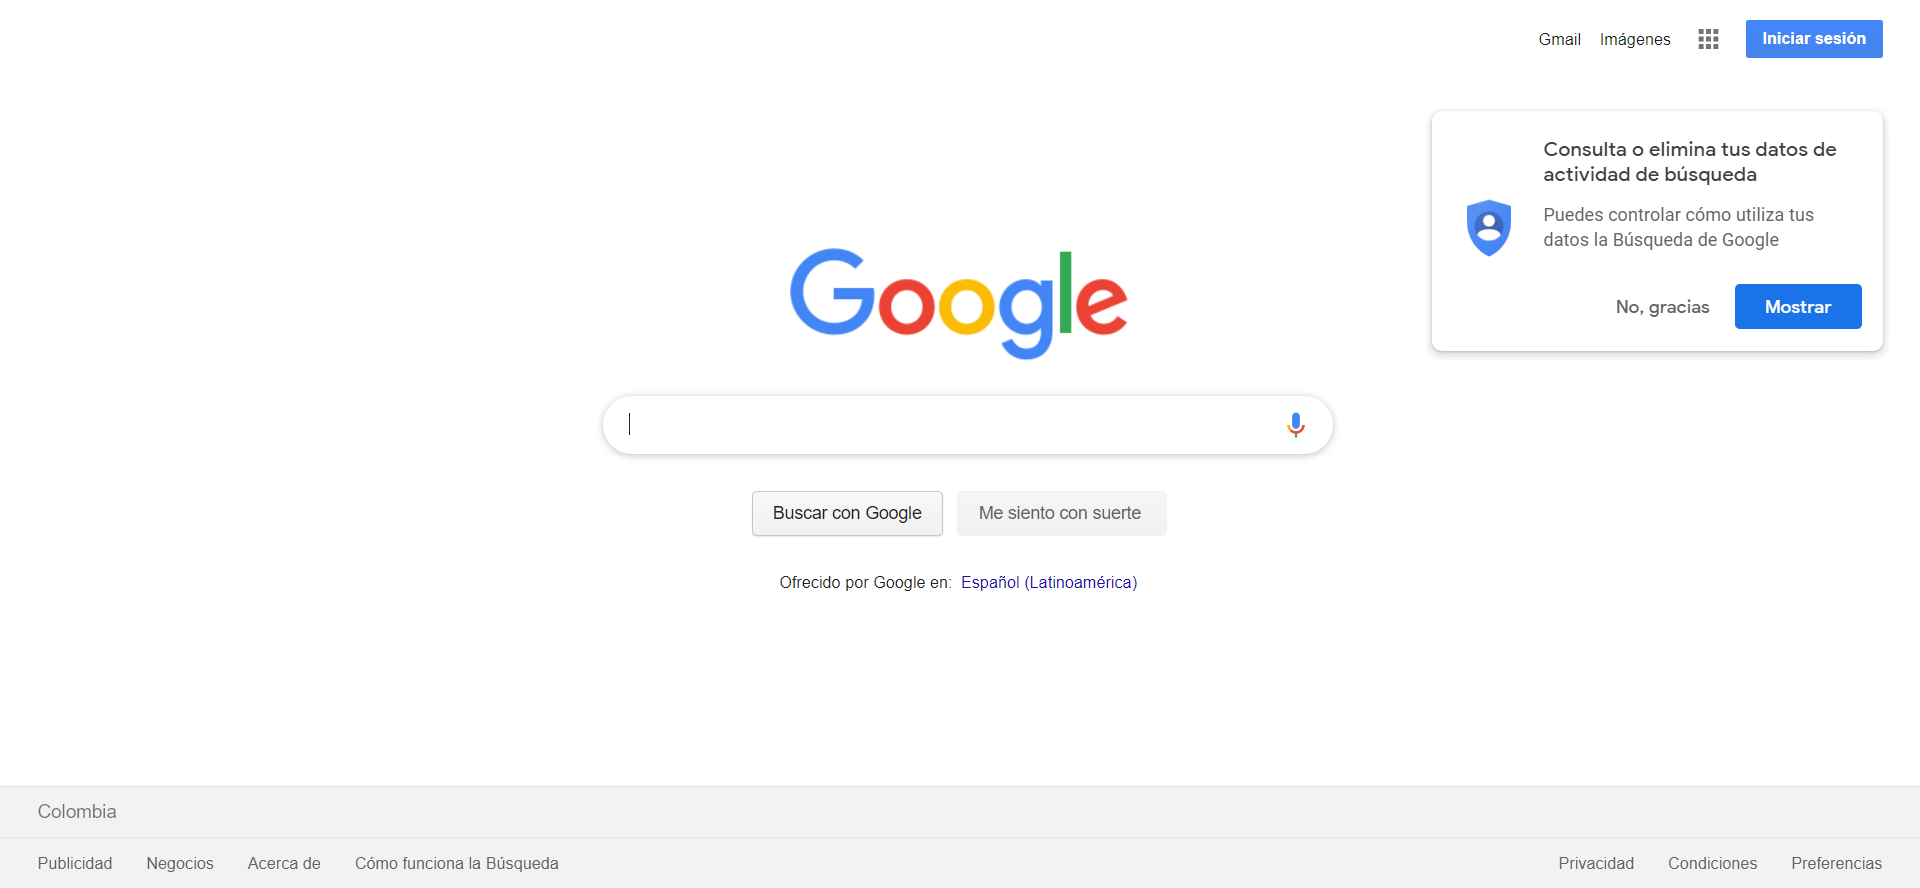 Gmail Imágenes Iniciar sesión
Consulta o elimina tus datos de
actividad de búsqueda
Puedes controlar cómo utiliza tus
datos la Búsqueda de Google
No, gracias Mostrar
Google
Buscar con Google Me siento con suerte
Ofrecido por Google en: Español (Latinoamérica)
Colombia
Publicidad Negocios Acerca de Cómo funciona la Búsqueda Privacidad Condiciones Preferencias